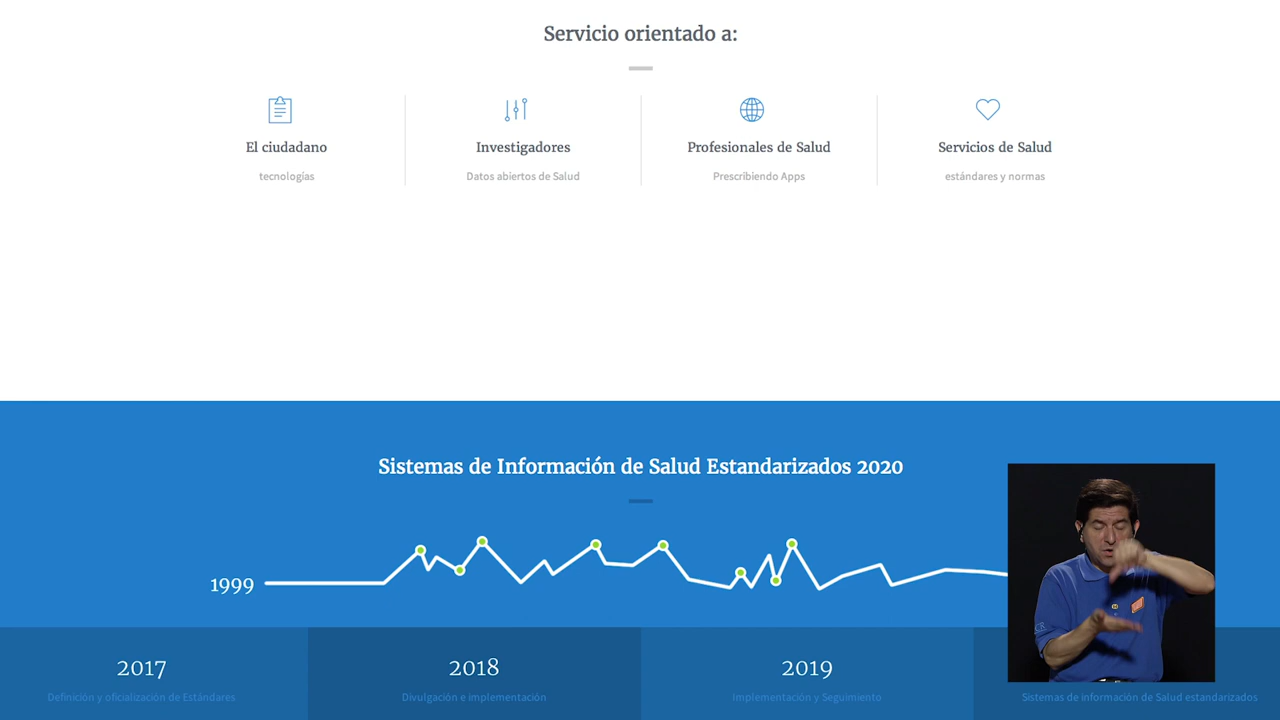 Servicio orientado a:
El ciudadano
tecnologías
Investigadores
Datos abiertos de Salud
Profesionales de Salud
Prescribiendo Apps
Servicios de Salud
estándares y normas
Sistemas de Información de Salud Estandarizados 2020
1999
2017
Definición y oficialización de Estándares
2018
Divulgación e implementación
2019
Implementación y Seguimiento
Sistemas de información de Salud estandarizados